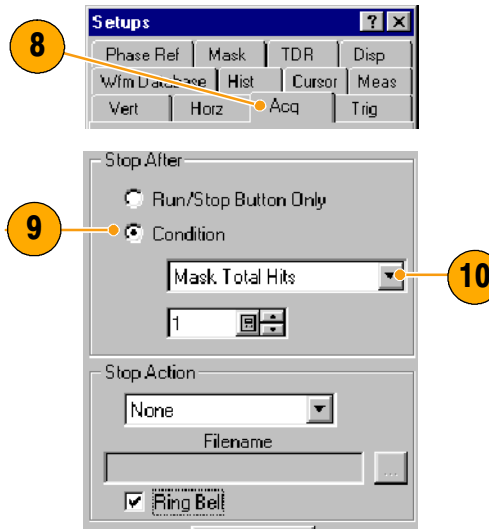 Setups ? ×
8
Phase Ref Mask TDR Disp
Wfm Database Hist Cursor Meas
Vert Horz Acq Trig
Stop After
Run/Stop Button Only
9
Condition
Mask Total Hits
10
1
Stop Action
None
Filename
...
Ring Bell